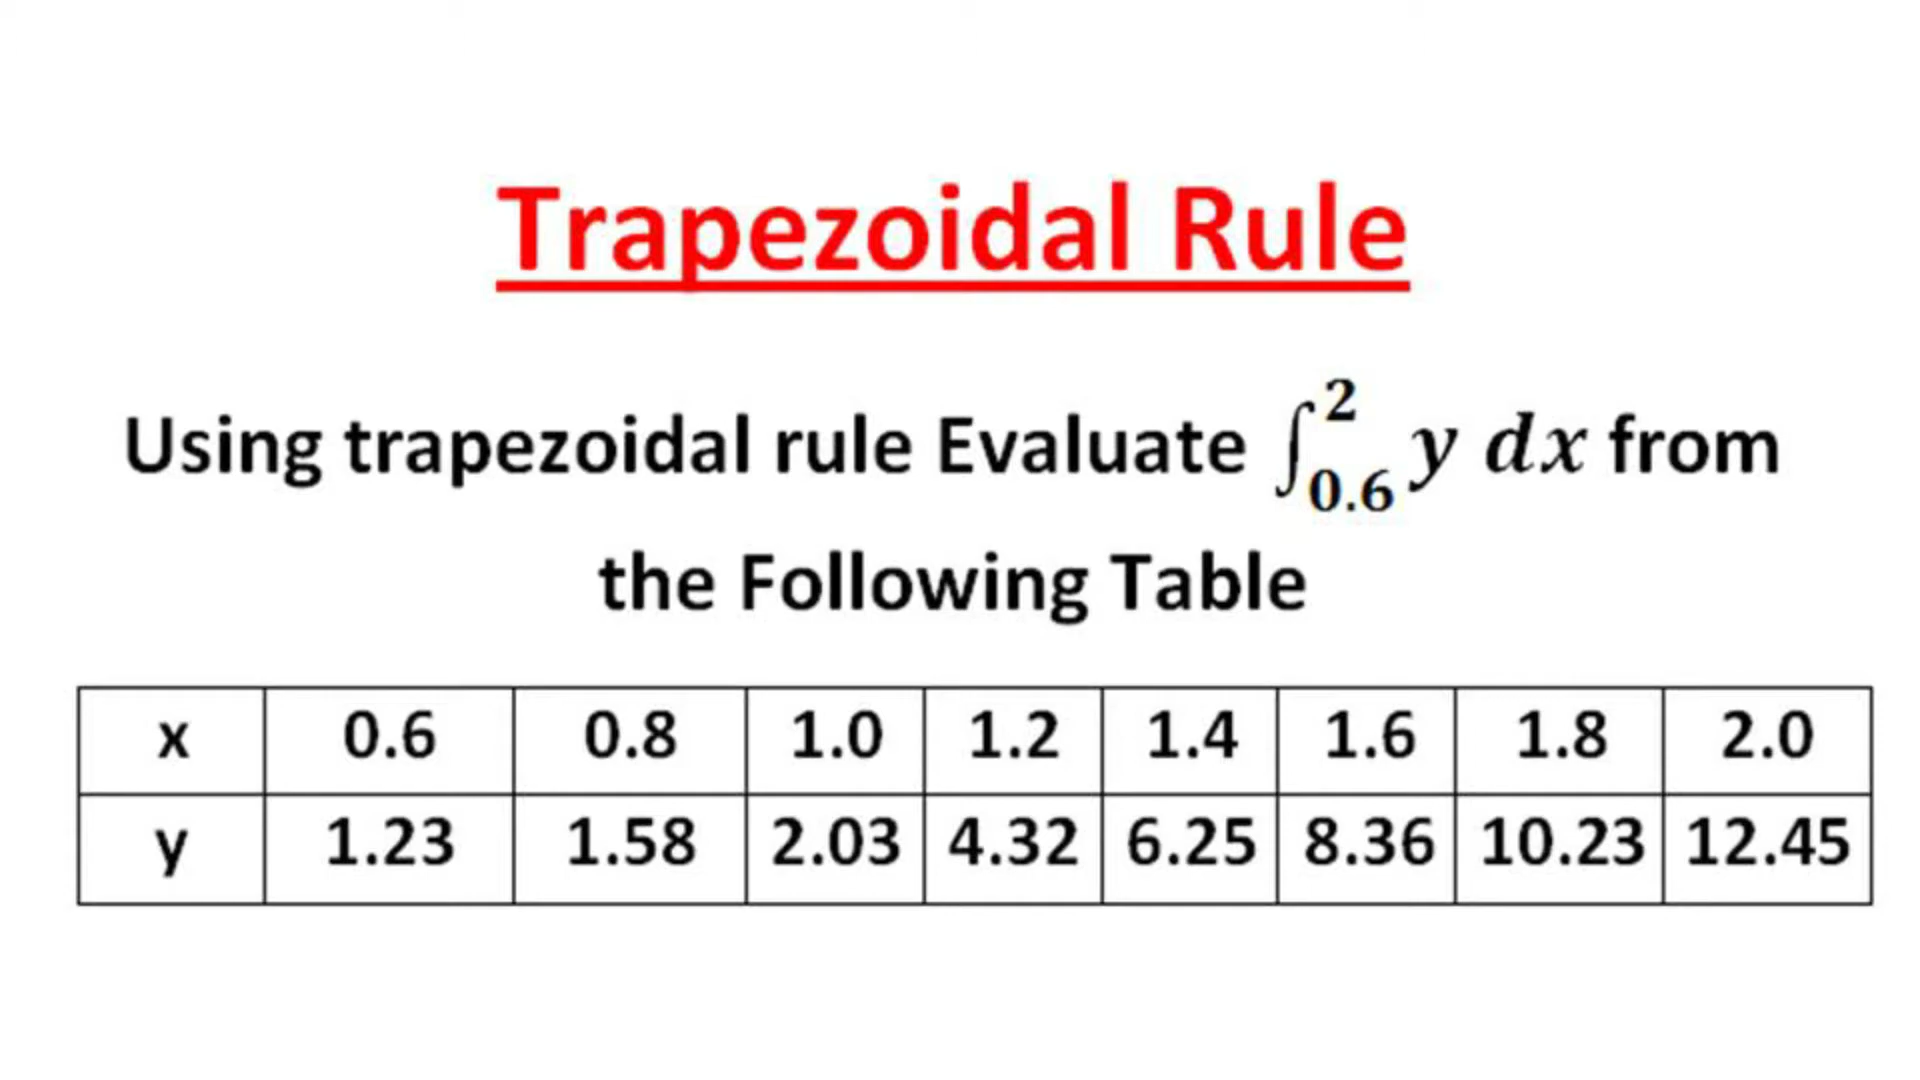 Trapezoidal Rule
Using trapezoidal rule Evaluate ∫₀.₆² y dx from
the Following Table
x 0.6 0.8 1.0 1.2 1.4 1.6 1.8 2.0
y 1.23 1.58 2.03 4.32 6.25 8.36 10.23 12.45